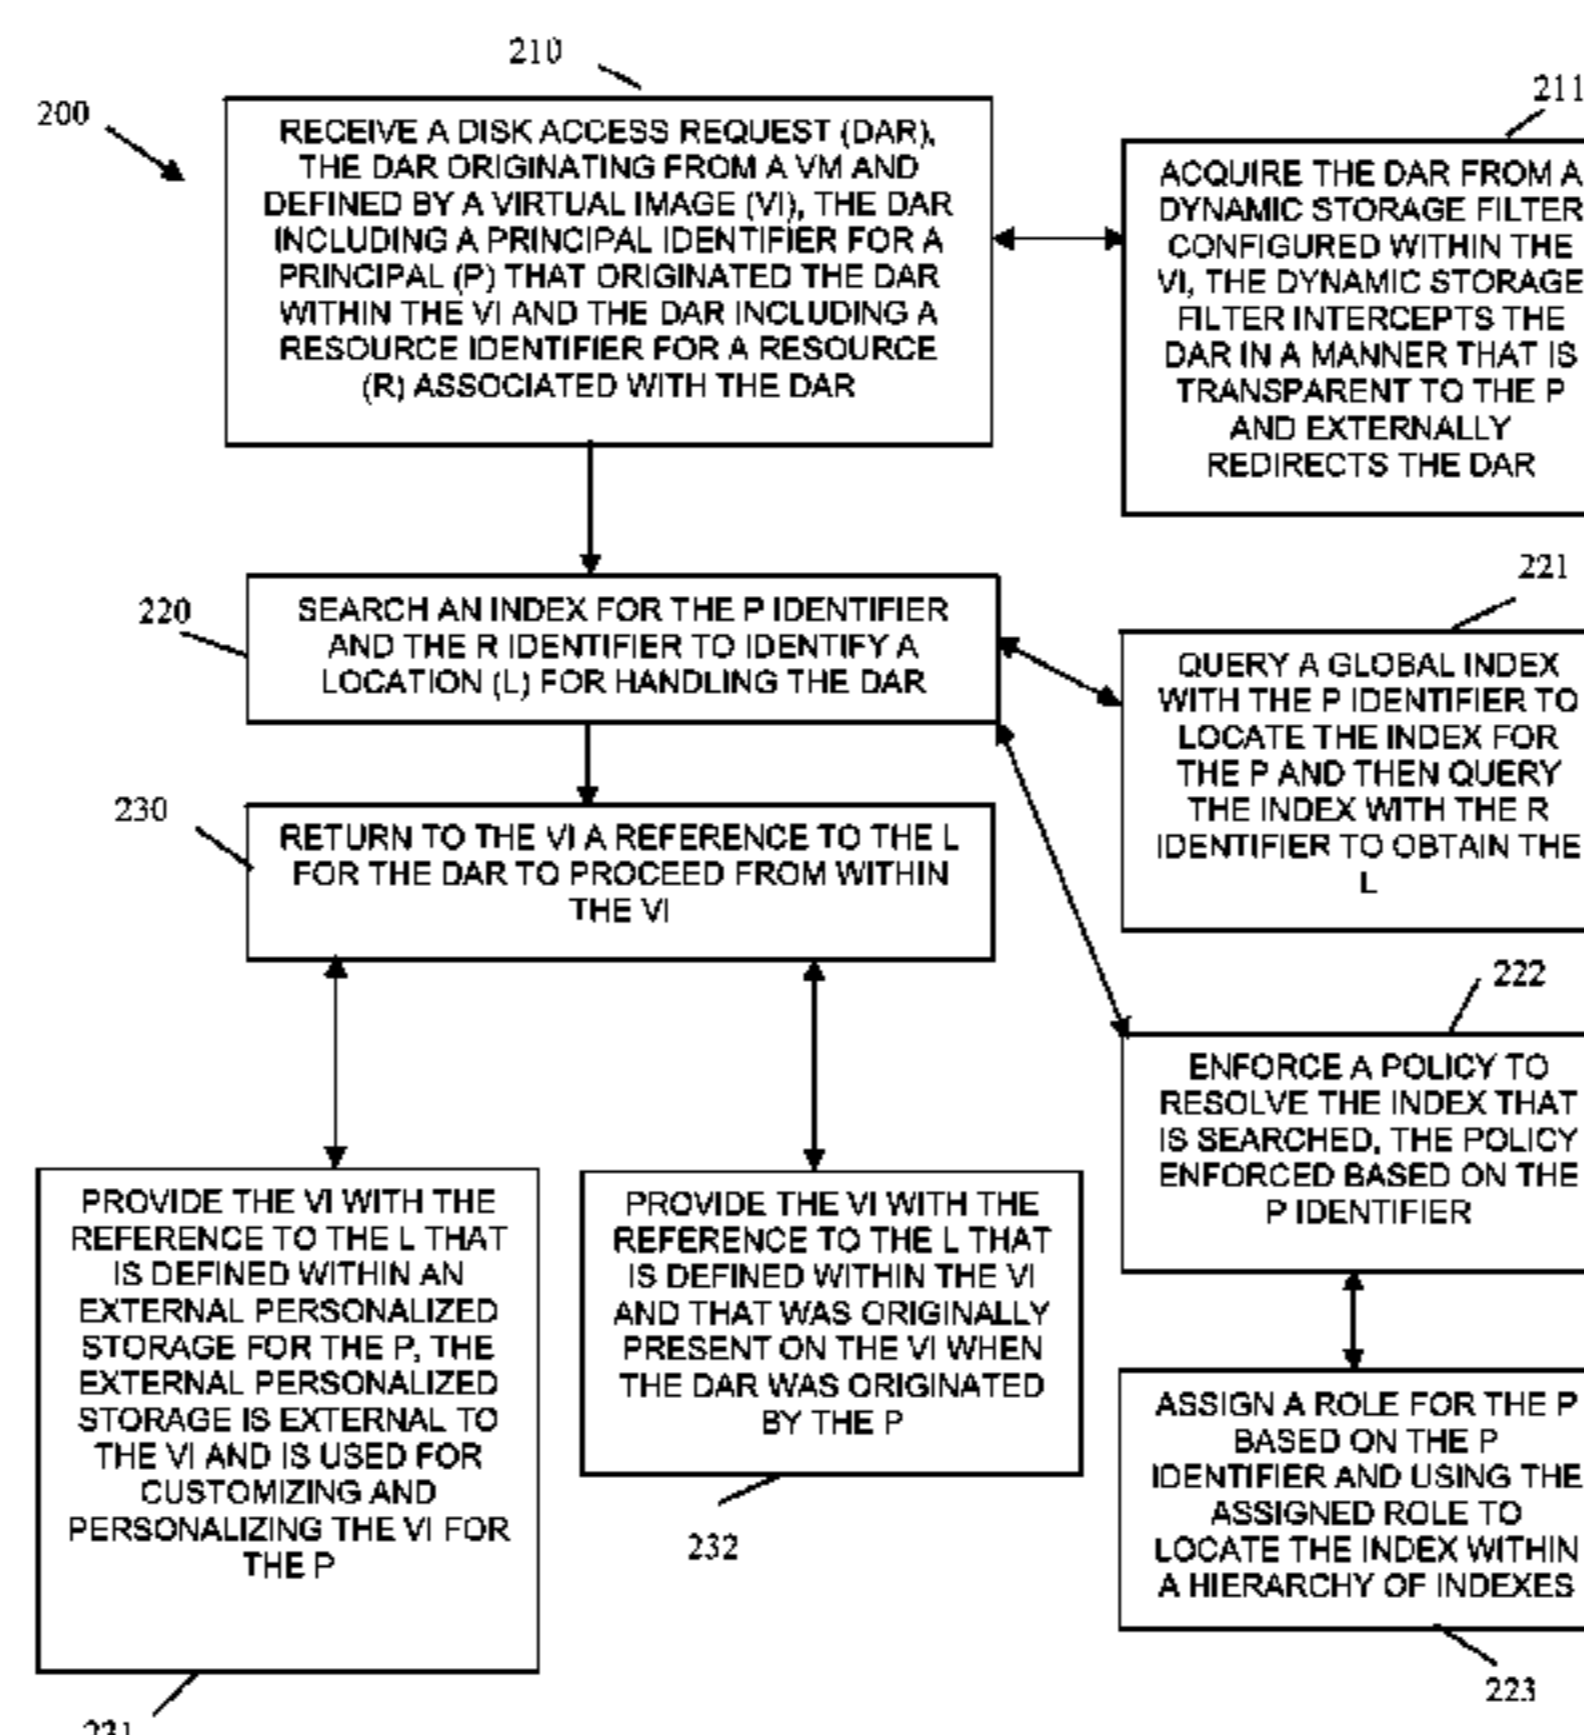 210
200
RECEIVE A DISK ACCESS REQUEST (DAR),
THE DAR ORIGINATING FROM A VM AND
DEFINED BY A VIRTUAL IMAGE (VI), THE DAR
INCLUDING A PRINCIPAL IDENTIFIER FOR A
PRINCIPAL (P) THAT ORIGINATED THE DAR
WITHIN THE VI AND THE DAR INCLUDING A
RESOURCE IDENTIFIER FOR A RESOURCE
(R) ASSOCIATED WITH THE DAR
211
ACQUIRE THE DAR FROM A
DYNAMIC STORAGE FILTER
CONFIGURED WITHIN THE
VI, THE DYNAMIC STORAGE
FILTER INTERCEPTS THE
DAR IN A MANNER THAT IS
TRANSPARENT TO THE P
AND EXTERNALLY
REDIRECTS THE DAR
220
SEARCH AN INDEX FOR THE P IDENTIFIER
AND THE R IDENTIFIER TO IDENTIFY A
LOCATION (L) FOR HANDLING THE DAR
221
QUERY A GLOBAL INDEX
WITH THE P IDENTIFIER TO
LOCATE THE INDEX FOR
THE P AND THEN QUERY
THE INDEX WITH THE R
IDENTIFIER TO OBTAIN THE
L
230
RETURN TO THE VI A REFERENCE TO THE L
FOR THE DAR TO PROCEED FROM WITHIN
THE VI
222
ENFORCE A POLICY TO
RESOLVE THE INDEX THAT
IS SEARCHED, THE POLICY
ENFORCED BASED ON THE
P IDENTIFIER
PROVIDE THE VI WITH THE
REFERENCE TO THE L THAT
IS DEFINED WITHIN AN
EXTERNAL PERSONALIZED
STORAGE FOR THE P, THE
EXTERNAL PERSONALIZED
STORAGE IS EXTERNAL TO
THE VI AND IS USED FOR
CUSTOMIZING AND
PERSONALIZING THE VI FOR
THE P
231
PROVIDE THE VI WITH THE
REFERENCE TO THE L THAT
IS DEFINED WITHIN THE VI
AND THAT WAS ORIGINALLY
PRESENT ON THE VI WHEN
THE DAR WAS ORIGINATED
BY THE P
232
ASSIGN A ROLE FOR THE P
BASED ON THE P
IDENTIFIER AND USING THE
ASSIGNED ROLE TO
LOCATE THE INDEX WITHIN
A HIERARCHY OF INDEXES
223